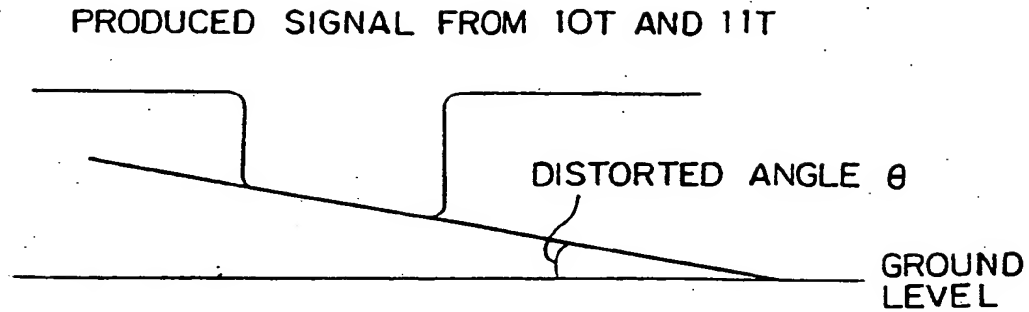 PRODUCED SIGNAL FROM 10T AND 11T
DISTORTED ANGLE θ
GROUND
LEVEL